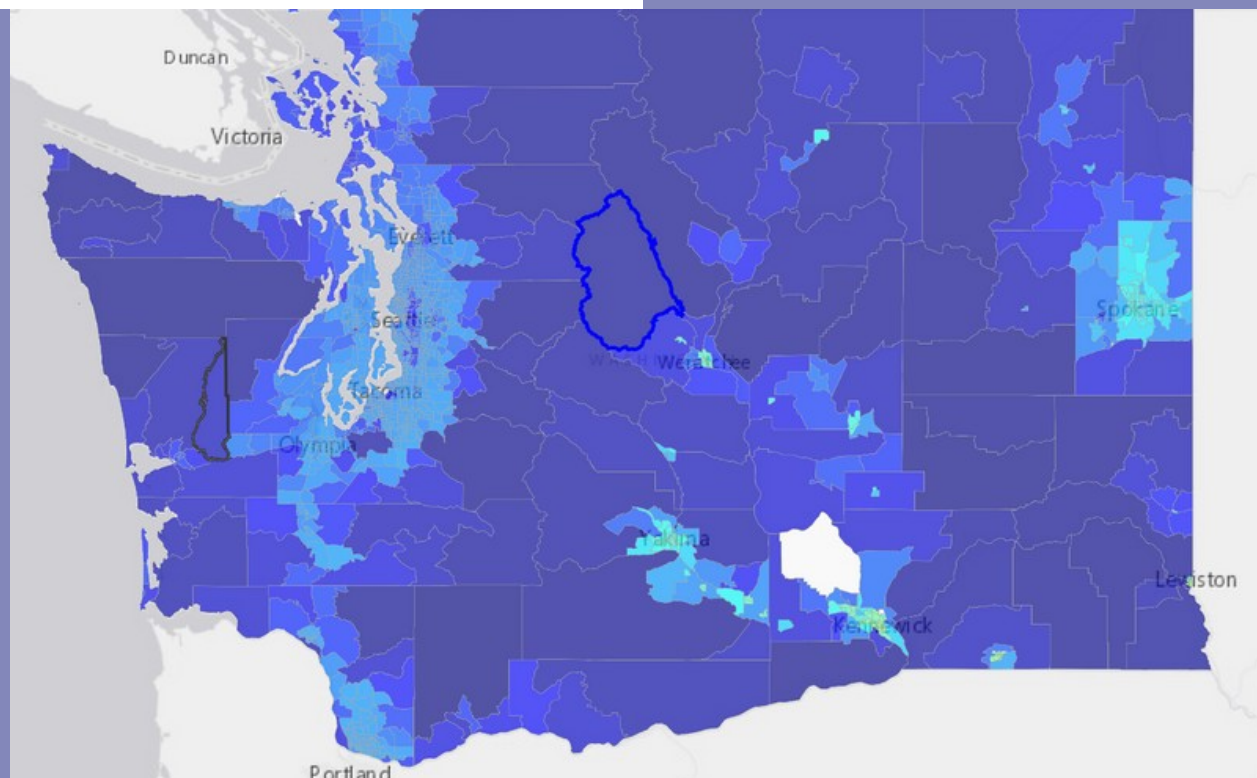 Duncan
Victoria
Everett
Seattle
Spokane
Wenatchee
Tacoma
Olympia
Yakima
Lewiston
Kennewick
Portland